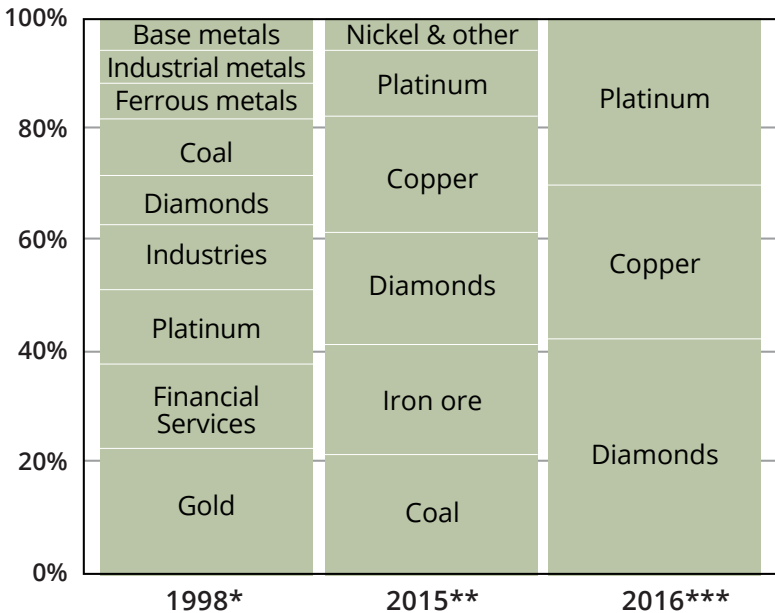 100%
80%
60%
40%
20%
0%
Base metals
Industrial metals
Ferrous metals
Coal
Diamonds
Industries
Platinum
Financial
Services
Gold
1998*
Nickel & other
Platinum
Copper
Diamonds
Iron ore
Coal
2015**
Platinum
Copper
Diamonds
2016***